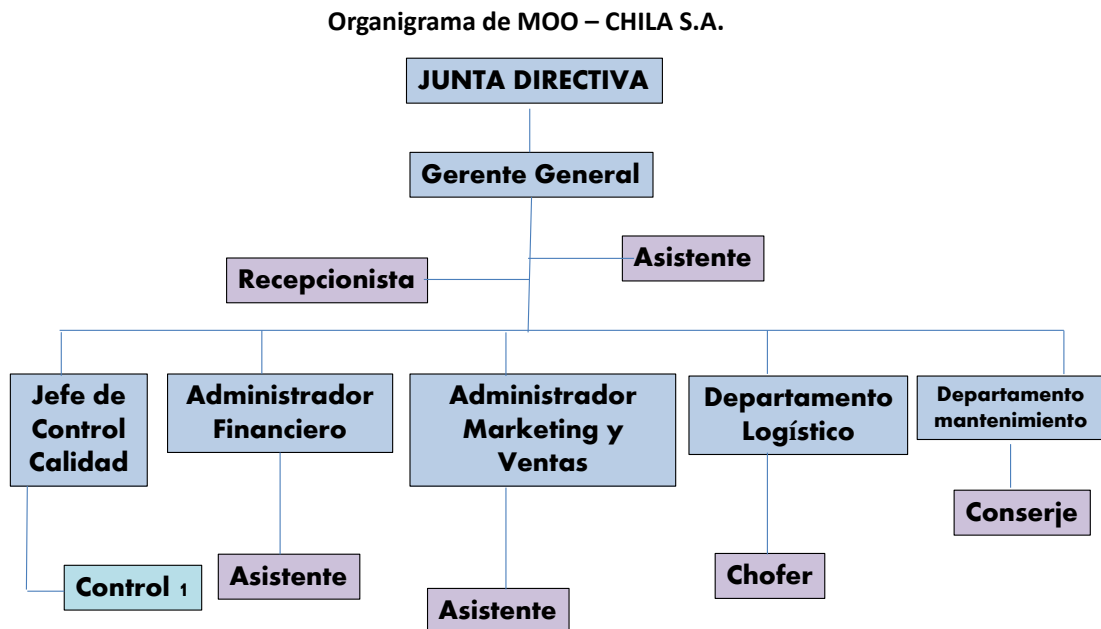 Organigrama de MOO – CHILA S.A.
JUNTA DIRECTIVA
Gerente General
Asistente
Recepcionista
Jefe de
Control
Calidad
Administrador
Financiero
Administrador
Marketing y
Ventas
Departamento
Logístico
Departamento
mantenimiento
Control 1
Asistente
Asistente
Chofer
Conserje